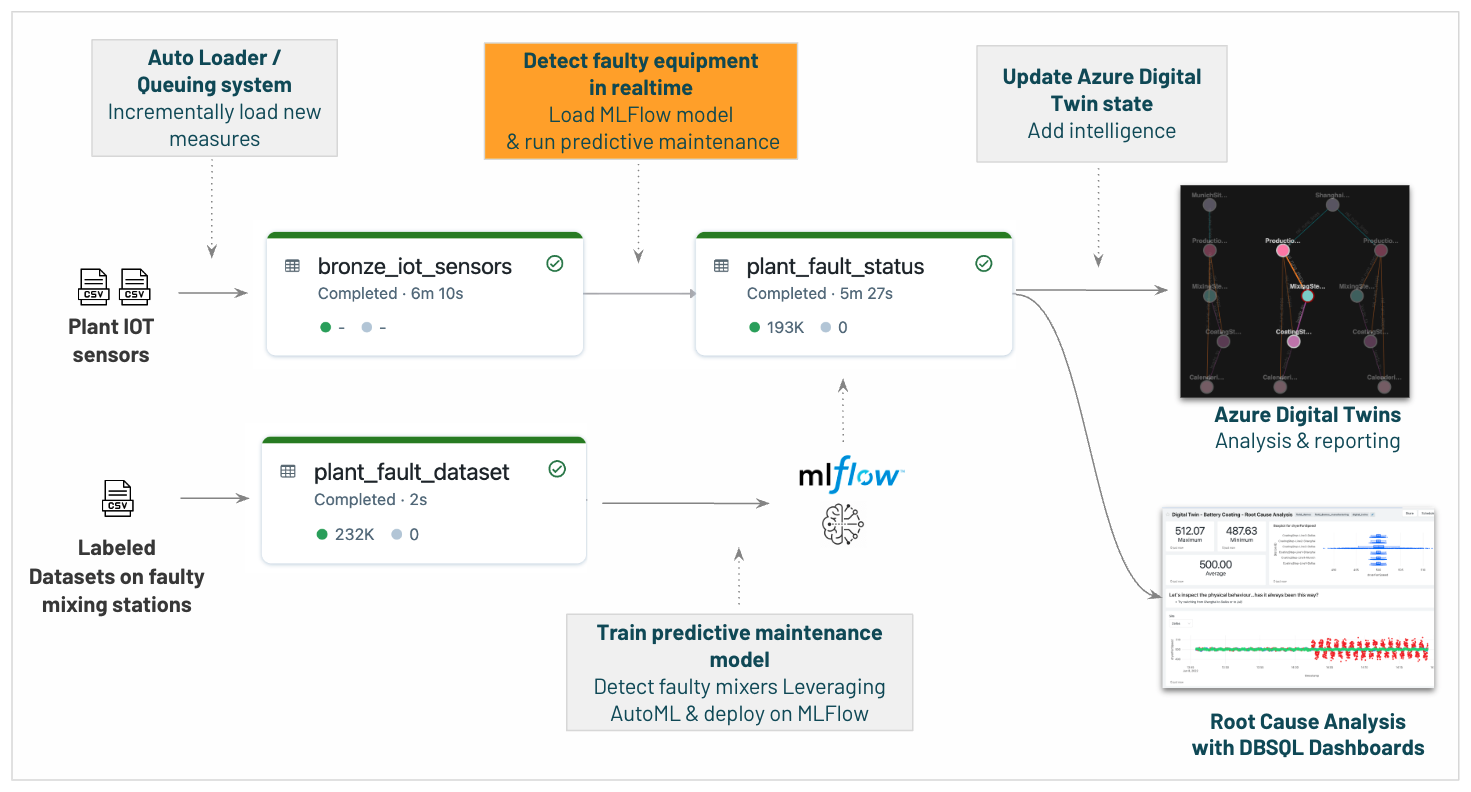 Auto Loader /
Queuing system
Incrementally load new
measures
Detect faulty equipment
in realtime
Load MLFlow model
& run predictive maintenance
Update Azure Digital
Twin state
Add intelligence
CSV CSV
Plant IOT
sensors
bronze_iot_sensors
Completed · 6m 10s
- -
plant_fault_status
Completed · 5m 27s
193K 0
MunichSit...
Shanghai...
Productio...
Productio...
Productio...
MixingSte...
MixingSte...
MixingSte...
CoatingSt...
CoatingSt...
CoatingSt...
Calenderi...
Calenderi...
Calenderi...
Azure Digital Twins
Analysis & reporting
CSV
Labeled
Datasets on faulty
mixing stations
plant_fault_dataset
Completed · 2s
232K 0
mlflow™
Train predictive maintenance
model
Detect faulty mixers Leveraging
AutoML & deploy on MLFlow
Digital Twin - Battery Coating - Root Cause Analysis
512.07
Maximum
487.63
Minimum
500.00
Average
Let's inspect the physical behaviour...has it always been this way?
Root Cause Analysis
with DBSQL Dashboards